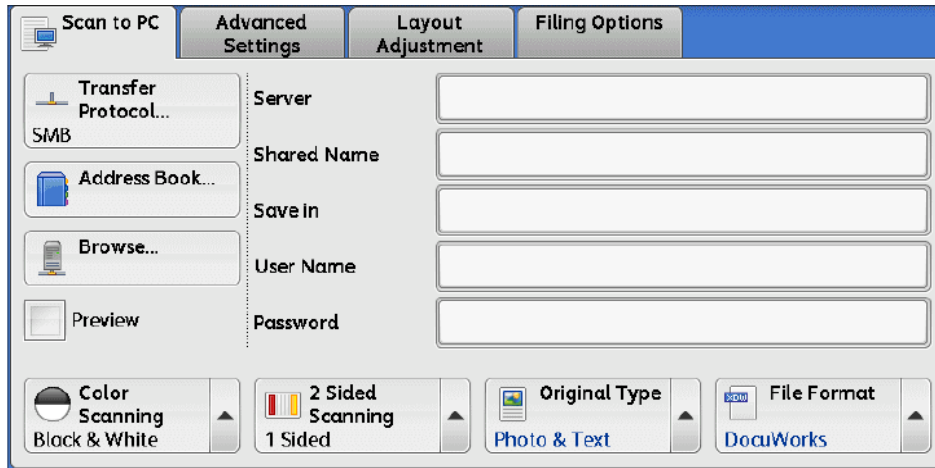 Scan to PC
Advanced
Settings
Layout
Adjustment
Filing Options
Transfer
Protocol...
SMB
Address Book...
Browse...
Preview
Server
Shared Name
Save in
User Name
Password
Color
Scanning
Black & White
2 Sided
Scanning
1 Sided
Original Type
Photo & Text
XDW
File Format
DocuWorks